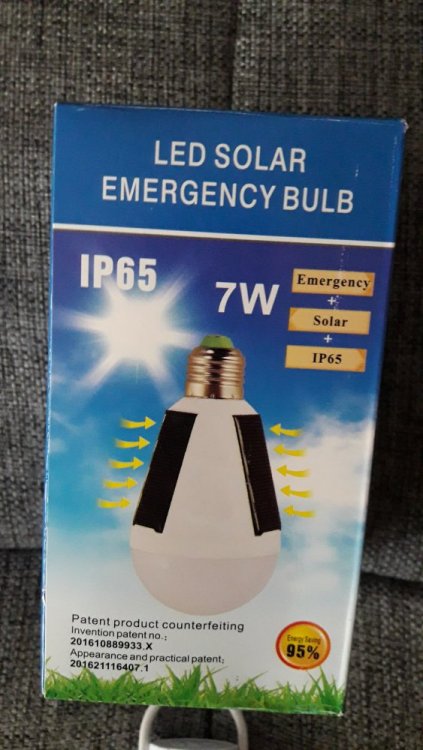 LED SOLAR
EMERGENCY BULB
IP65
7W
Emergency
+
Solar
+
IP65
Patent product counterfeiting
Invention patent no.:
201610889933.X
Appearance and practical patent:
201621116407.1
Energy Saving
95%